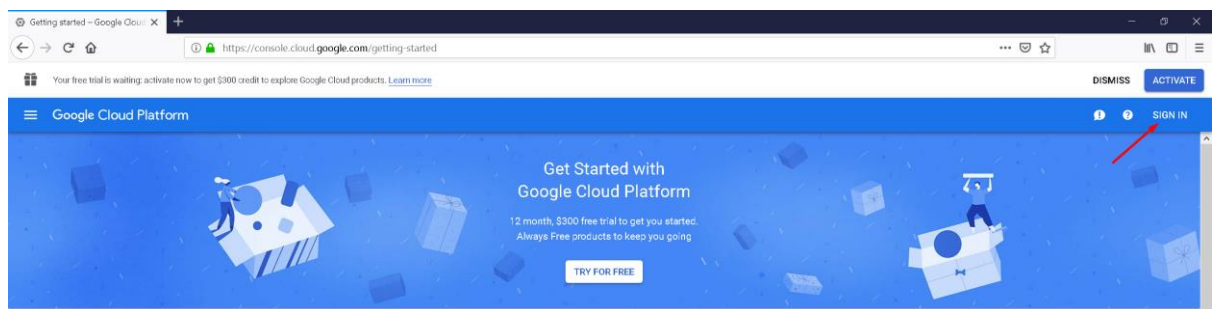 Getting started – Google Cloud
https://console.cloud.google.com/getting-started
Your free trial is waiting: activate now to get $300 credit to explore Google Cloud products. Learn more
DISMISS
ACTIVATE
Google Cloud Platform
SIGN IN
Get Started with
Google Cloud Platform
12 month, $300 free trial to get you started.
Always Free products to keep you going
TRY FOR FREE